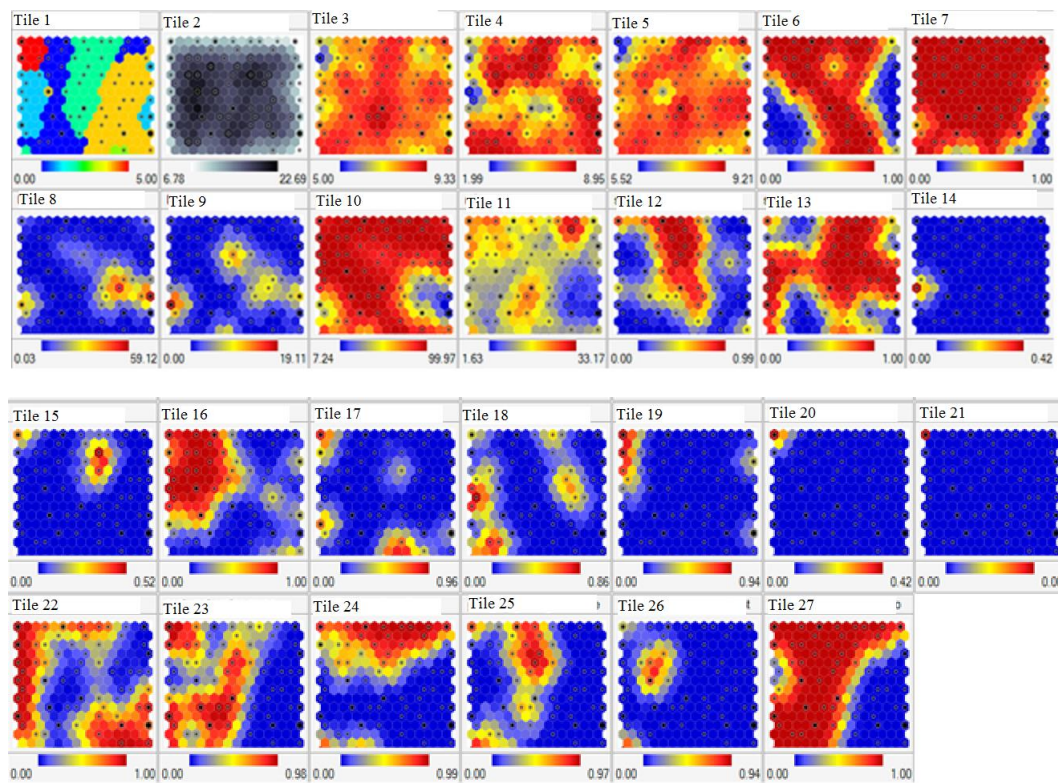 Tile 1 Tile 2 Tile 3 Tile 4 Tile 5 Tile 6 Tile 7
0.00 5.00 6.78 22.69 5.00 9.33 1.99 8.95 5.52 9.21 0.00 1.00 0.00 1.00
Tile 8 Tile 9 Tile 10 Tile 11 Tile 12 Tile 13 Tile 14
0.03 59.12 0.00 19.11 7.24 99.97 1.63 33.17 0.00 0.99 0.00 1.00 0.00 0.42
Tile 15 Tile 16 Tile 17 Tile 18 Tile 19 Tile 20 Tile 21
0.00 0.52 0.00 1.00 0.00 0.96 0.00 0.86 0.00 0.94 0.00 0.42 0.00
Tile 22 Tile 23 Tile 24 Tile 25 Tile 26 Tile 27
0.00 1.00 0.00 0.98 0.00 0.99 0.00 0.97 0.00 0.94 0.00 1.00